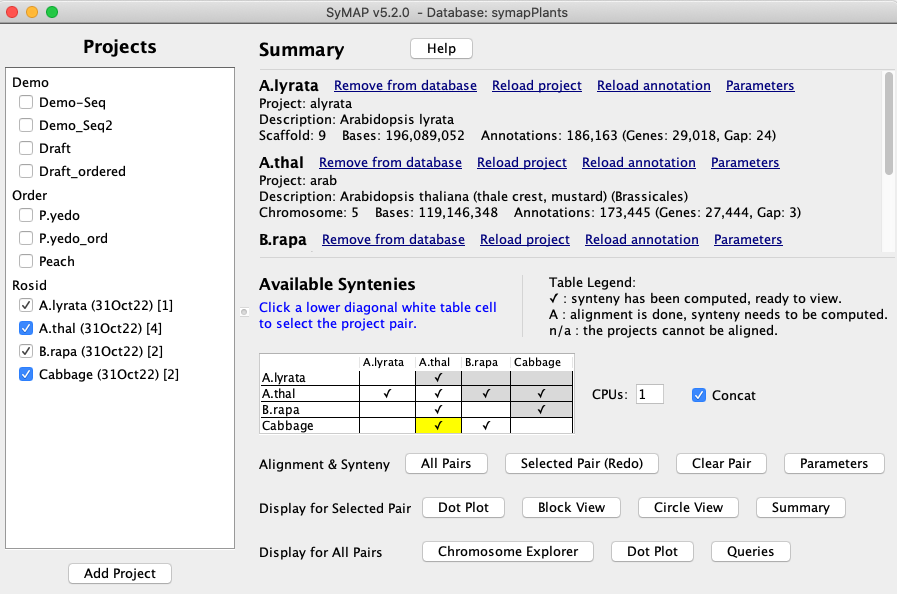 SyMAP v5.2.0 - Database: symapPlants
Projects
Demo
Demo-Seq
Demo_Seq2
Draft
Draft_ordered
Order
P.yedo
P.yedo_ord
Peach
Rosid
A.lyrata (31Oct22) [1]
A.thal (31Oct22) [4]
B.rapa (31Oct22) [2]
Cabbage (31Oct22) [2]
Add Project
Summary Help
A.lyrata Remove from database Reload project Reload annotation Parameters
Project: alyrata
Description: Arabidopsis lyrata
Scaffold: 9 Bases: 196,089,052 Annotations: 186,163 (Genes: 29,018, Gap: 24)
A.thal Remove from database Reload project Reload annotation Parameters
Project: arab
Description: Arabidopsis thaliana (thale crest, mustard) (Brassicales)
Chromosome: 5 Bases: 119,146,348 Annotations: 173,445 (Genes: 27,444, Gap: 3)
B.rapa Remove from database Reload project Reload annotation Parameters
Available Syntenies
Click a lower diagonal white table cell
to select the project pair.
Table Legend:
✓ : synteny has been computed, ready to view.
A : alignment is done, synteny needs to be computed.
n/a : the projects cannot be aligned.
A.lyrata A.thal B.rapa Cabbage
A.lyrata ✓
A.thal ✓ ✓ ✓ ✓
B.rapa ✓ ✓
Cabbage ✓ ✓
CPUs: 1 Concat
Alignment & Synteny All Pairs Selected Pair (Redo) Clear Pair Parameters
Display for Selected Pair Dot Plot Block View Circle View Summary
Display for All Pairs Chromosome Explorer Dot Plot Queries